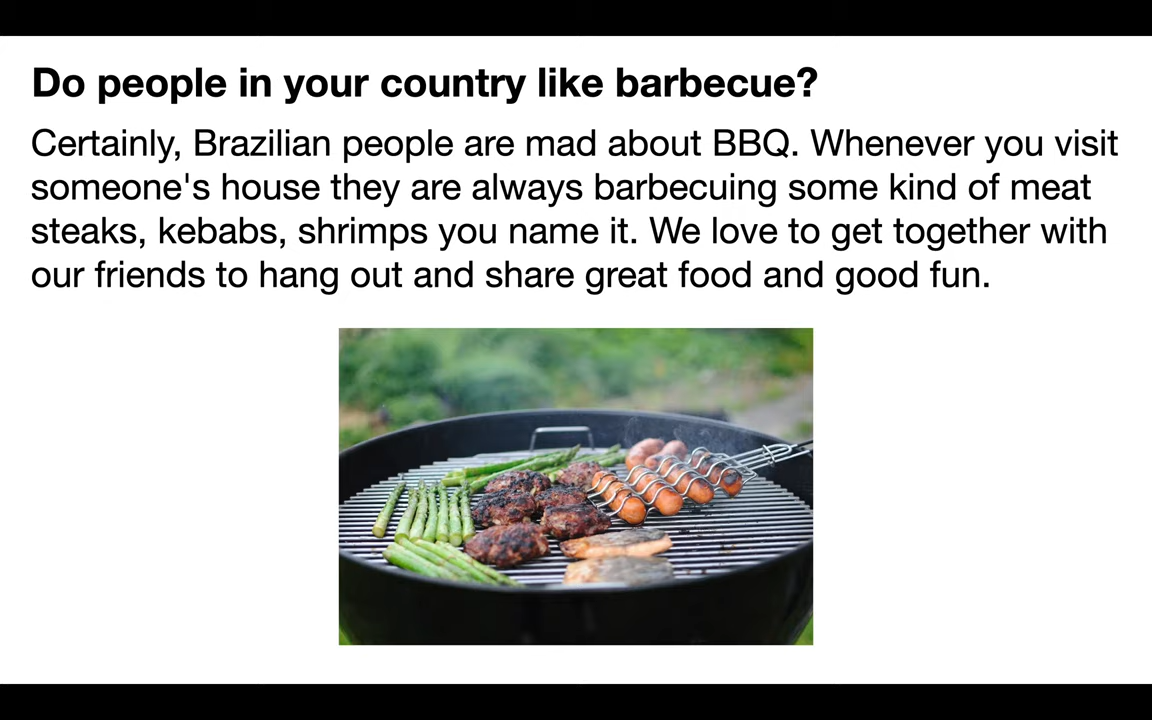 Do people in your country like barbecue?
Certainly, Brazilian people are mad about BBQ. Whenever you visit
someone's house they are always barbecuing some kind of meat
steaks, kebabs, shrimps you name it. We love to get together with
our friends to hang out and share great food and good fun.